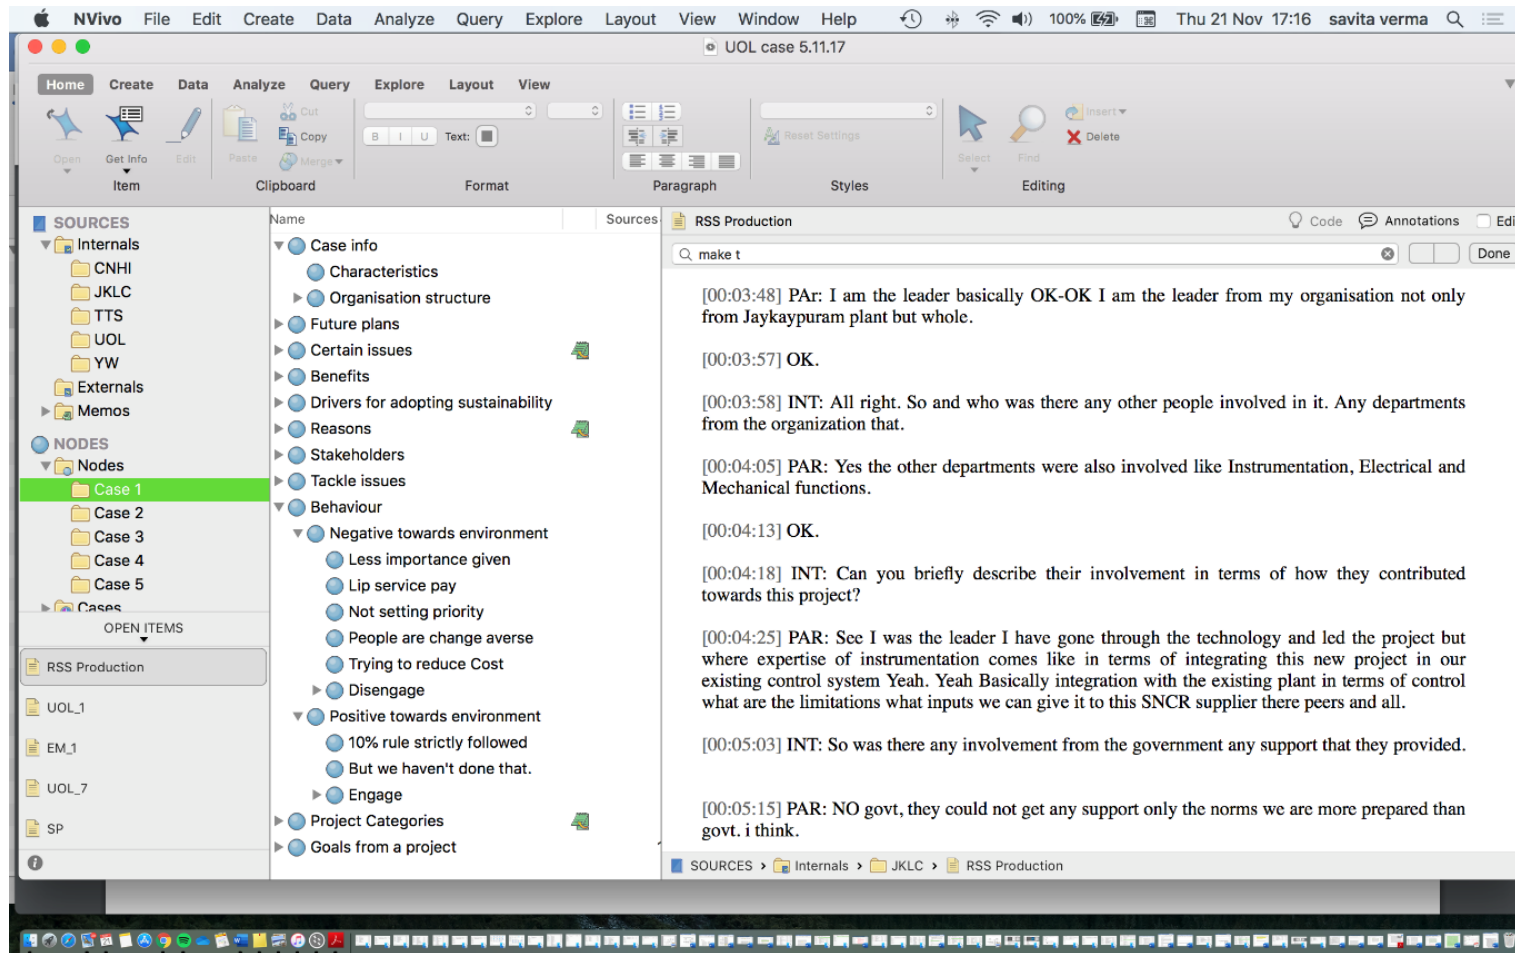 NVivo File Edit Create Data Analyze Query Explore Layout View Window Help 100% Thu 21 Nov 17:16 savita verma
UOL case 5.11.17
Home Create Data Analyze Query Explore Layout View
Cut
Copy
Merge
B I U Text:
Reset Settings
Insert
Delete
Open Get Info Edit Paste Select Find
Item Clipboard Format Paragraph Styles Editing
SOURCES
Internals
CNHI
JKLC
TTS
UOL
YW
Externals
Memos
NODES
Nodes
Case 1
Case 2
Case 3
Case 4
Case 5
Cases
OPEN ITEMS
RSS Production
UOL_1
EM_1
UOL_7
SP
Name Sources
Case info
Characteristics
Organisation structure
Future plans
Certain issues
Benefits
Drivers for adopting sustainability
Reasons
Stakeholders
Tackle issues
Behaviour
Negative towards environment
Less importance given
Lip service pay
Not setting priority
People are change averse
Trying to reduce Cost
Disengage
Positive towards environment
10% rule strictly followed
But we haven't done that.
Engage
Project Categories
Goals from a project
RSS Production Code Annotations Edi
make t Done
[00:03:48] PAr: I am the leader basically OK-OK I am the leader from my organisation not only
from Jaykaypuram plant but whole.
[00:03:57] OK.
[00:03:58] INT: All right. So and who was there any other people involved in it. Any departments
from the organization that.
[00:04:05] PAR: Yes the other departments were also involved like Instrumentation, Electrical and
Mechanical functions.
[00:04:13] OK.
[00:04:18] INT: Can you briefly describe their involvement in terms of how they contributed
towards this project?
[00:04:25] PAR: See I was the leader I have gone through the technology and led the project but
where expertise of instrumentation comes like in terms of integrating this new project in our
existing control system Yeah. Yeah Basically integration with the existing plant in terms of control
what are the limitations what inputs we can give it to this SNCR supplier there peers and all.
[00:05:03] INT: So was there any involvement from the government any support that they provided.
[00:05:15] PAR: NO govt, they could not get any support only the norms we are more prepared than
govt. i think.
SOURCES > Internals > JKLC > RSS Production